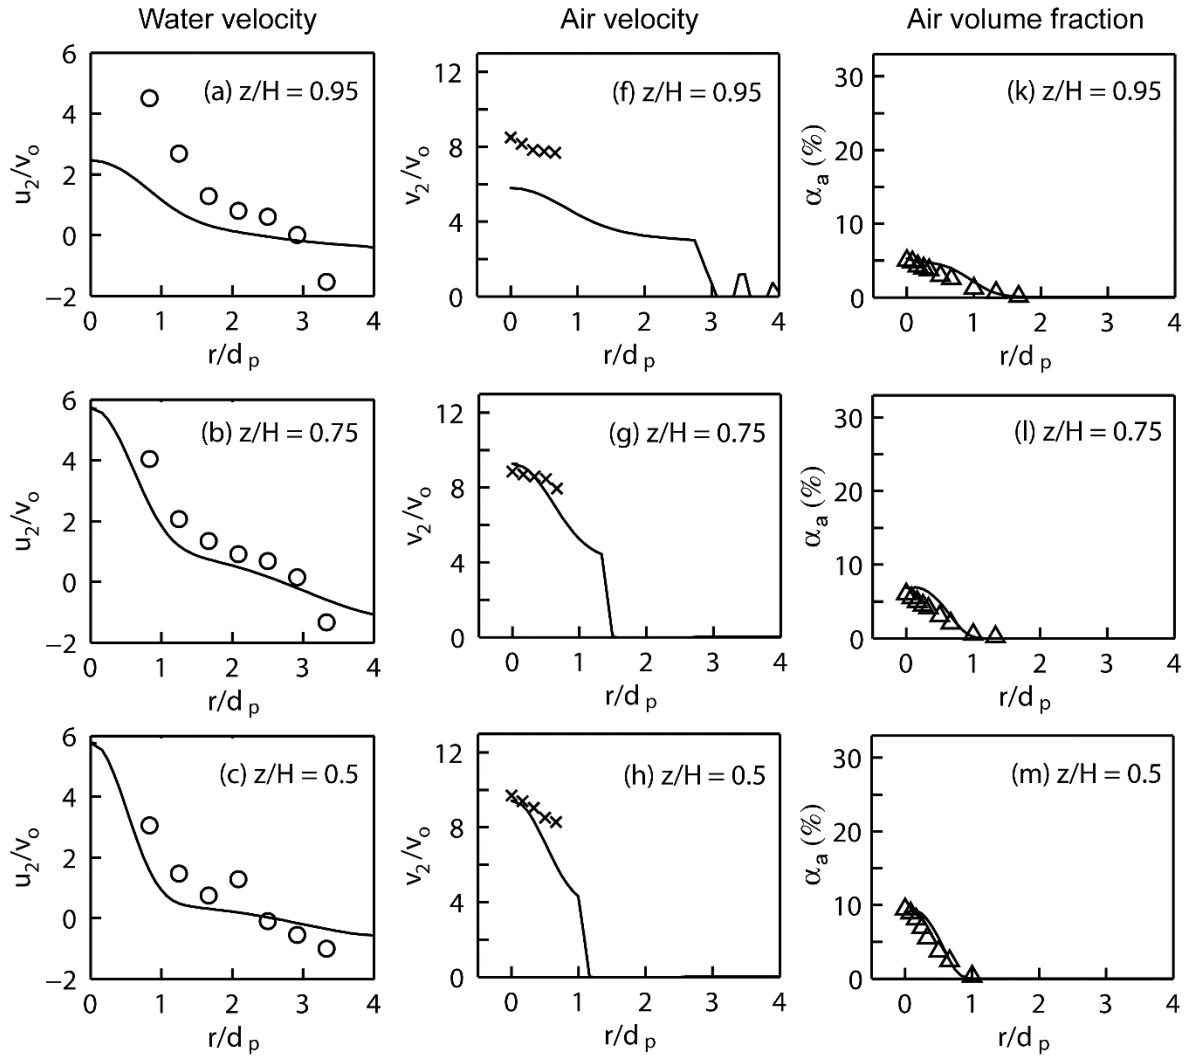 Water velocity
Air velocity
Air volume fraction
(a) z/H = 0.95
6
4
2
0
−2
u2/vo
0 1 2 3 4
r/d p
(f) z/H = 0.95
12
8
4
0
v2/vo
0 1 2 3 4
r/d p
(k) z/H = 0.95
30
20
10
0
αa (%)
0 1 2 3 4
r/d p
(b) z/H = 0.75
6
4
2
0
−2
u2/vo
0 1 2 3 4
r/d p
(g) z/H = 0.75
12
8
4
0
v2/vo
0 1 2 3 4
r/d p
(l) z/H = 0.75
30
20
10
0
αa (%)
0 1 2 3 4
r/d p
(c) z/H = 0.5
6
4
2
0
−2
u2/vo
0 1 2 3 4
r/d p
(h) z/H = 0.5
12
8
4
0
v2/vo
0 1 2 3 4
r/d p
(m) z/H = 0.5
30
20
10
0
αa (%)
0 1 2 3 4
r/d p